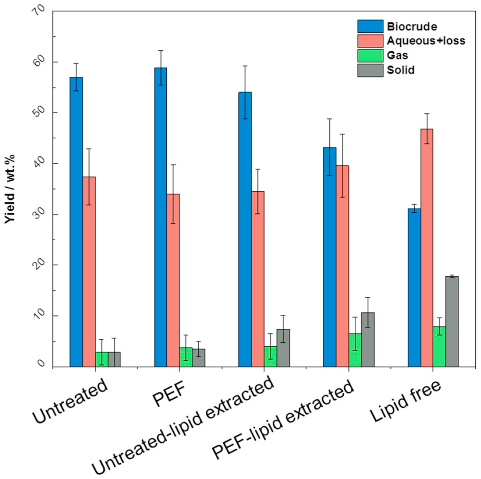 70
60
50
40
30
20
10
0
Yield / wt.%
Biocrude
Aqueous+loss
Gas
Solid
Untreated
PEF
Untreated-lipid extracted
PEF-lipid extracted
Lipid free